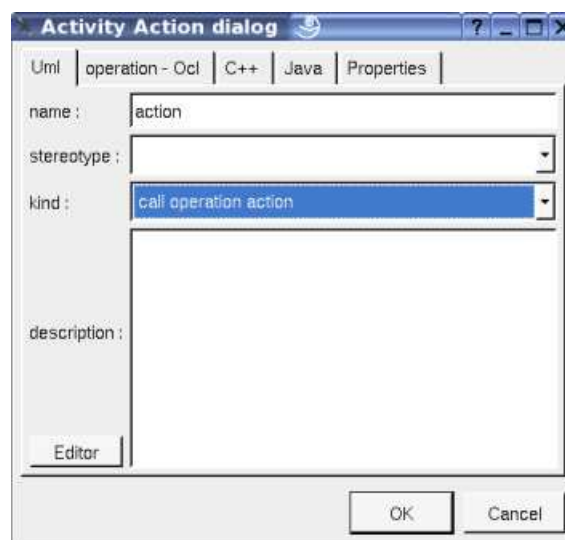 Activity Action dialog
Uml operation - Ocl C++ Java Properties
name : action
stereotype :
kind : call operation action
description :
Editor
OK Cancel